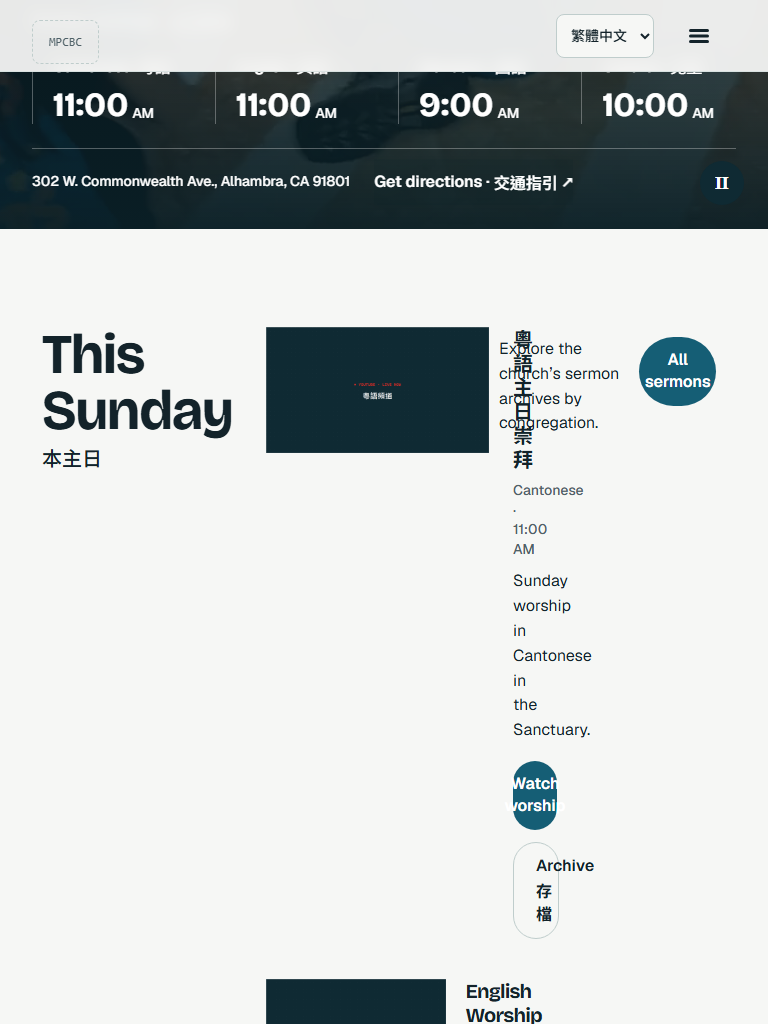 MPCBC
繁體中文
11:00 AM
11:00 AM
9:00 AM
10:00 AM
302 W. Commonwealth Ave., Alhambra, CA 91801
Get directions · 交通指引 ↗
This
Sunday
本主日
粵語頻道
粵
語
主
日
崇
拜
Explore the
church’s sermon
archives by
congregation.
All
sermons
Cantonese
·
11:00
AM
Sunday
worship
in
Cantonese
in
the
Sanctuary.
Watch
worship
Archive
存
檔
English
Worship